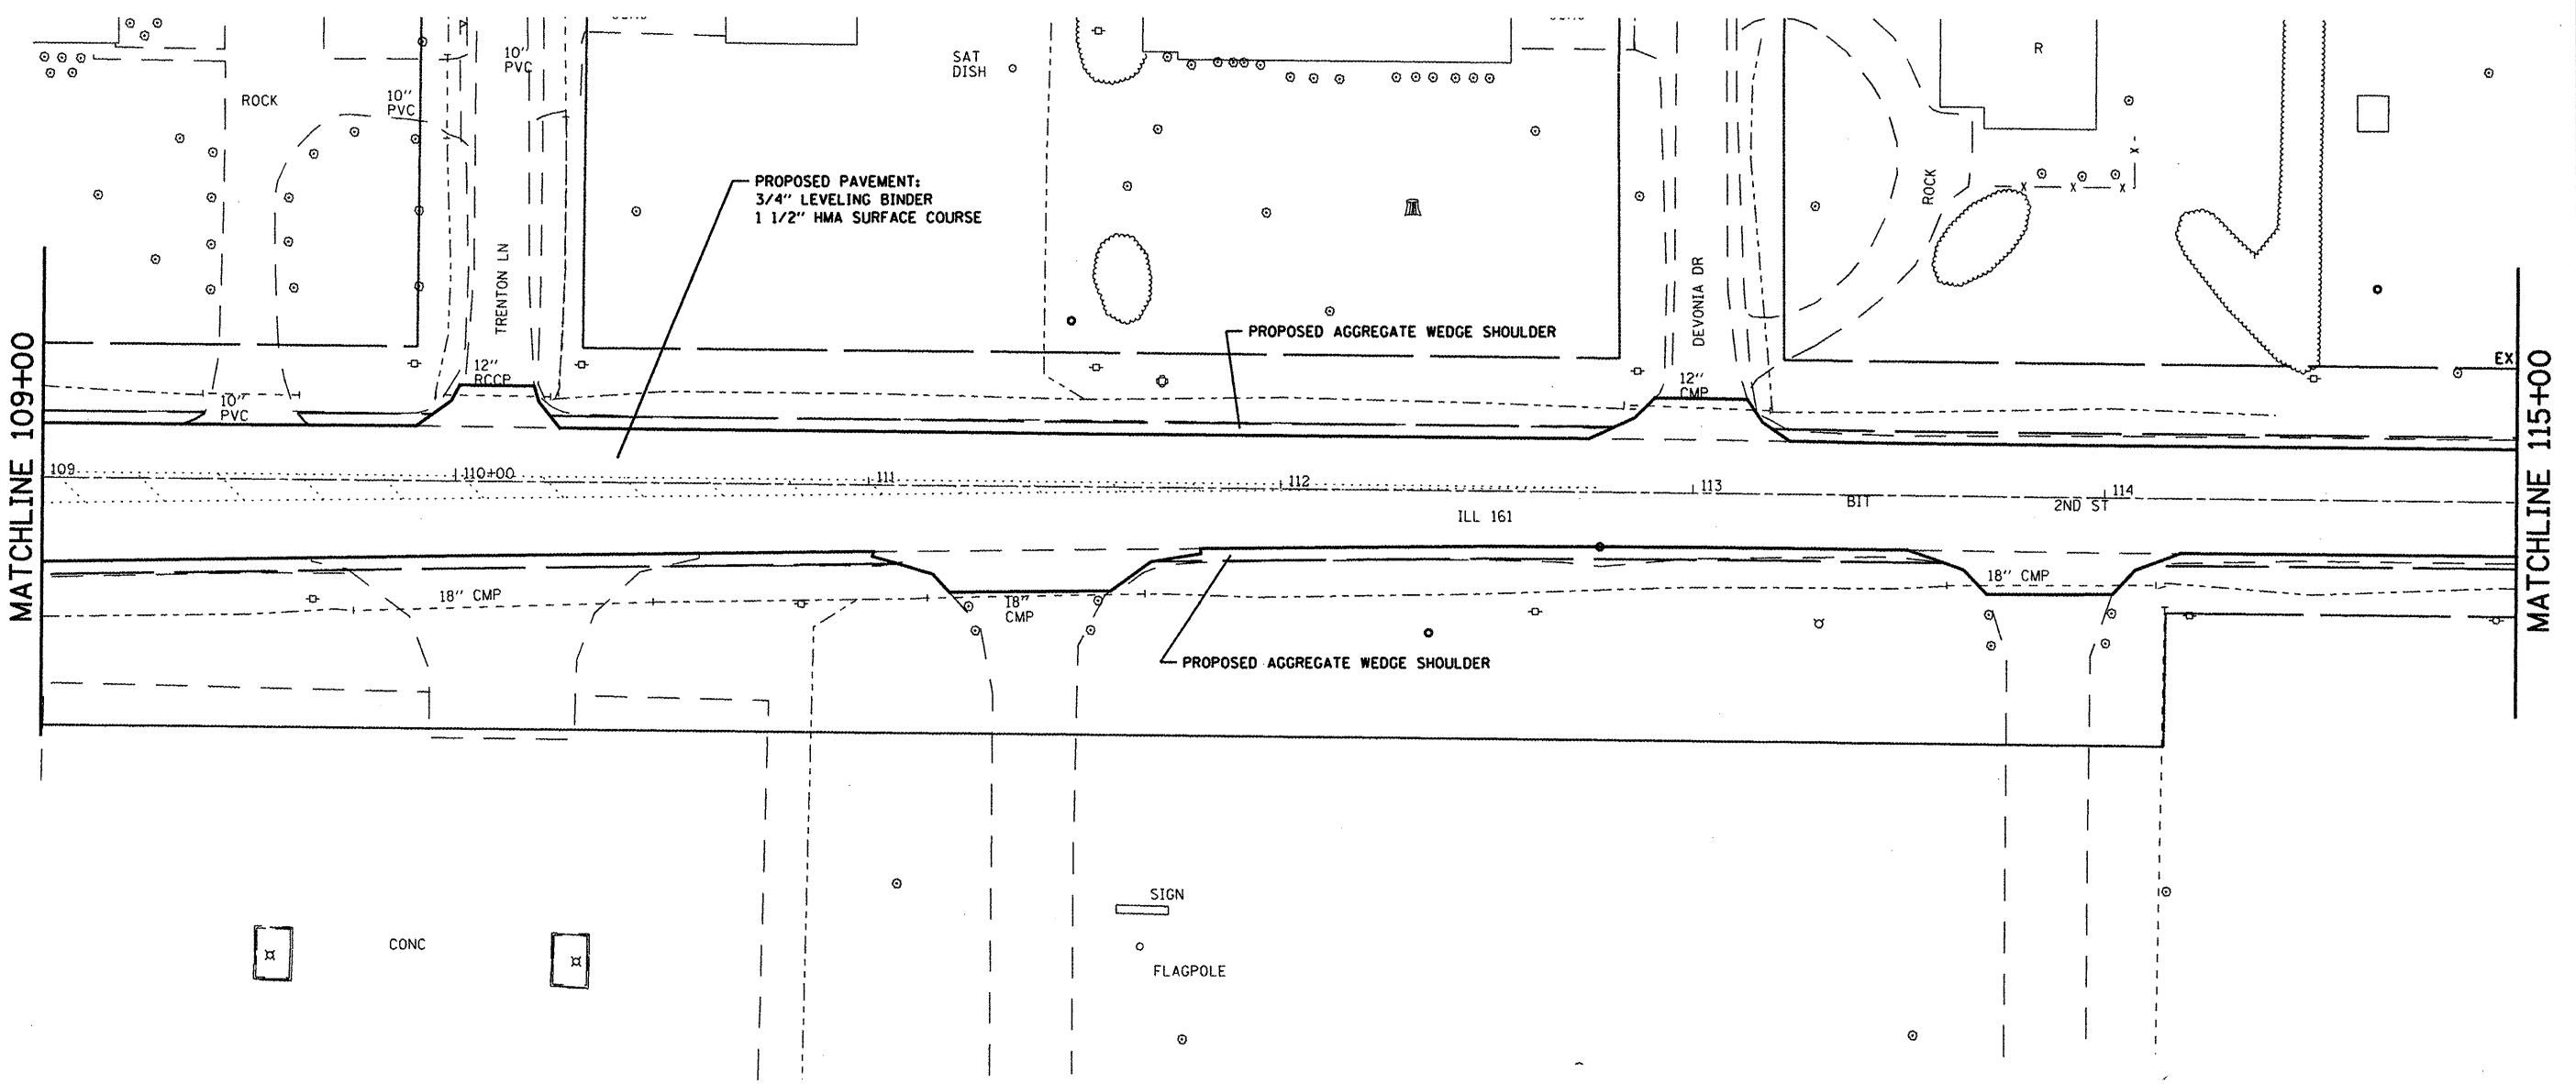 10'
PVC
SAT
DISH
R
ROCK
10"
PVC
PROPOSED PAVEMENT:
3/4" LEVELING BINDER
1 1/2" HMA SURFACE COURSE
ROCK
TRENTON LN
DEVONIA DR
PROPOSED AGGREGATE WEDGE SHOULDER
MATCHLINE 109+00
EX
MATCHLINE 115+00
12"
RCCP
12"
CMP
10"
PVC
109
110+00
111
112
113
114
BIT
2ND ST
ILL 161
18" CMP
18"
CMP
18" CMP
PROPOSED AGGREGATE WEDGE SHOULDER
SIGN
CONC
FLAGPOLE